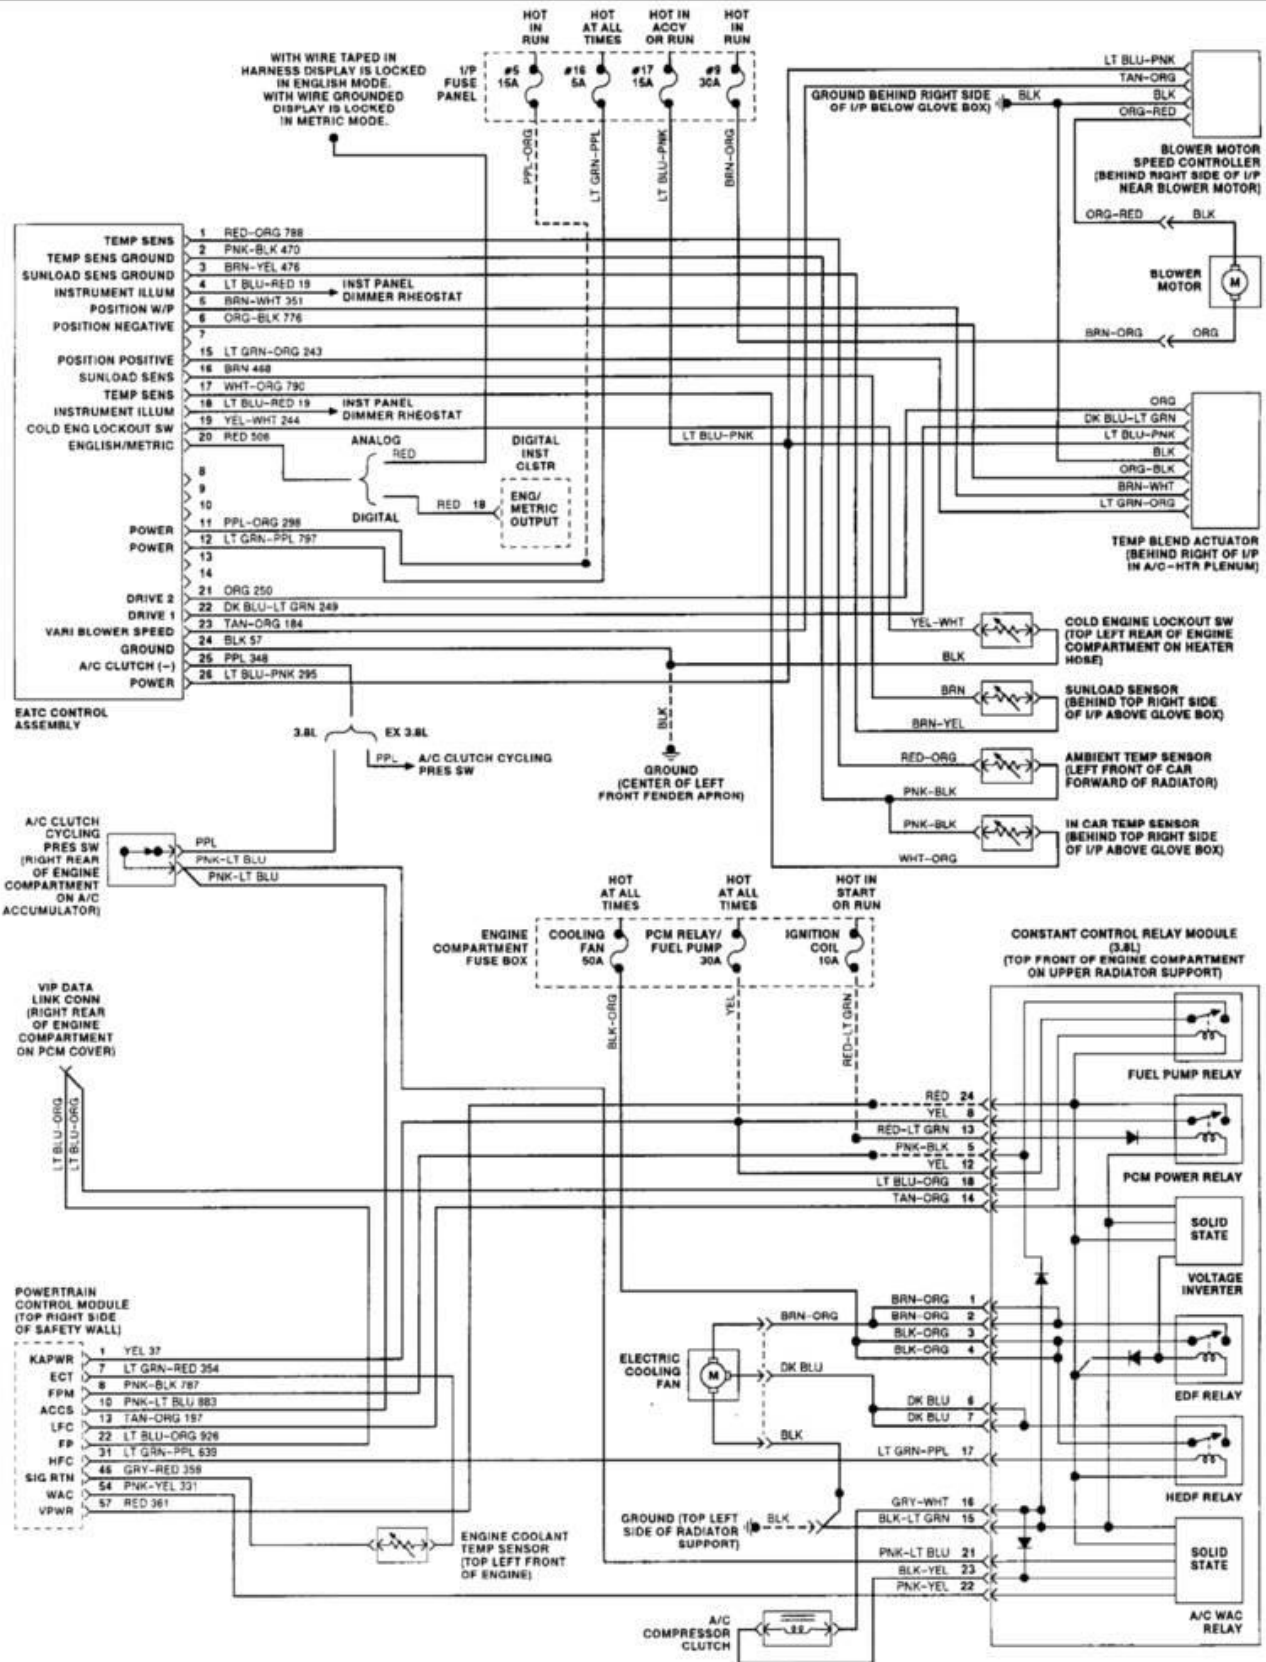 HOT
IN
RUN
HOT
AT ALL
TIMES
HOT IN
ACCY
OR RUN
HOT
IN
RUN
I/P
FUSE
PANEL
#5
15A
#16
5A
#17
15A
#9
30A
WITH WIRE TAPED IN
HARNESS DISPLAY IS LOCKED
IN ENGLISH MODE.
WITH WIRE GROUNDED
DISPLAY IS LOCKED
IN METRIC MODE.
PPL-ORG
LT GRN-PPL
LT BLU-PNK
BRN-ORG
GROUND BEHIND RIGHT SIDE
OF I/P BELOW GLOVE BOX)
BLK
LT BLU-PNK
TAN-ORG
BLK
ORG-RED
BLOWER MOTOR
SPEED CONTROLLER
(BEHIND RIGHT SIDE OF I/P
NEAR BLOWER MOTOR)
ORG-RED
BLK
BLOWER
MOTOR
M
BRN-ORG
ORG
TEMP SENS 1 RED-ORG 788
TEMP SENS GROUND 2 PNK-BLK 470
SUNLOAD SENS GROUND 3 BRN-YEL 476
INSTRUMENT ILLUM 4 LT BLU-RED 19
INST PANEL
DIMMER RHEOSTAT
POSITION W/P 5 BRN-WHT 351
POSITION NEGATIVE 6 ORG-BLK 776
7
POSITION POSITIVE 15 LT GRN-ORG 243
SUNLOAD SENS 16 BRN 468
TEMP SENS 17 WHT-ORG 790
INSTRUMENT ILLUM 18 LT BLU-RED 19
INST PANEL
DIMMER RHEOSTAT
COLD ENG LOCKOUT SW 19 YEL-WHT 244
ENGLISH/METRIC 20 RED 506
8
9
10
POWER 11 PPL-ORG 298
POWER 12 LT GRN-PPL 797
13
14
DRIVE 2 21 ORG 250
DRIVE 1 22 DK BLU-LT GRN 249
VARI BLOWER SPEED 23 TAN-ORG 184
GROUND 24 BLK 57
A/C CLUTCH (-) 25 PPL 348
POWER 26 LT BLU-PNK 295
EATC CONTROL
ASSEMBLY
ANALOG
RED
DIGITAL
RED 18
DIGITAL
INST
CLSTR
ENG/
METRIC
OUTPUT
LT BLU-PNK
ORG
DK BLU-LT GRN
LT BLU-PNK
BLK
ORG-BLK
BRN-WHT
LT GRN-ORG
TEMP BLEND ACTUATOR
(BEHIND RIGHT OF I/P
IN A/C-HTR PLENUM)
YEL-WHT
BLK
COLD ENGINE LOCKOUT SW
(TOP LEFT REAR OF ENGINE
COMPARTMENT ON HEATER
HOSE)
BRN
BRN-YEL
SUNLOAD SENSOR
(BEHIND TOP RIGHT SIDE
OF I/P ABOVE GLOVE BOX)
RED-ORG
PNK-BLK
AMBIENT TEMP SENSOR
(LEFT FRONT OF CAR
FORWARD OF RADIATOR)
PNK-BLK
WHT-ORG
IN CAR TEMP SENSOR
(BEHIND TOP RIGHT SIDE
OF I/P ABOVE GLOVE BOX)
BLK
GROUND
(CENTER OF LEFT
FRONT FENDER APRON)
3.8L
EX 3.8L
PPL
A/C CLUTCH CYCLING
PRES SW
A/C CLUTCH
CYCLING
PRES SW
(RIGHT REAR
OF ENGINE
COMPARTMENT
ON A/C
ACCUMULATOR)
PPL
PNK-LT BLU
PNK-LT BLU
HOT
AT ALL
TIMES
HOT
AT ALL
TIMES
HOT IN
START
OR RUN
ENGINE
COMPARTMENT
FUSE BOX
COOLING
FAN
50A
PCM RELAY/
FUEL PUMP
30A
IGNITION
COIL
10A
BLK-ORG
YEL
RED-LT GRN
CONSTANT CONTROL RELAY MODULE
(3.8L)
(TOP FRONT OF ENGINE COMPARTMENT
ON UPPER RADIATOR SUPPORT)
VIP DATA
LINK CONN
(RIGHT REAR
OF ENGINE
COMPARTMENT
ON PCM COVER)
LT BLU-ORG
LT BLU-ORG
FUEL PUMP RELAY
RED 24
YEL 8
RED-LT GRN 13
PNK-BLK 5
YEL 12
LT BLU-ORG 18
TAN-ORG 14
PCM POWER RELAY
SOLID
STATE
VOLTAGE
INVERTER
BRN-ORG 1
BRN-ORG 2
BLK-ORG 3
BLK-ORG 4
BRN-ORG
ELECTRIC
COOLING
FAN
M
DK BLU
BLK
EDF RELAY
DK BLU 6
DK BLU 7
LT GRN-PPL 17
HEDF RELAY
POWERTRAIN
CONTROL MODULE
(TOP RIGHT SIDE
OF SAFETY WALL)
KAPWR 1 YEL 37
ECT 7 LT GRN-RED 354
FPM 8 PNK-BLK 787
ACCS 10 PNK-LT BLU 883
LFC 13 TAN-ORG 197
FP 22 LT BLU-ORG 926
HFC 31 LT GRN-PPL 639
SIG RTN 46 GRY-RED 359
WAC 54 PNK-YEL 331
VPWR 57 RED 361
ENGINE COOLANT
TEMP SENSOR
(TOP LEFT FRONT
OF ENGINE)
GROUND (TOP LEFT
SIDE OF RADIATOR
SUPPORT)
BLK
GRY-WHT 16
BLK-LT GRN 15
PNK-LT BLU 21
BLK-YEL 23
PNK-YEL 22
SOLID
STATE
A/C WAC
RELAY
A/C
COMPRESSOR
CLUTCH